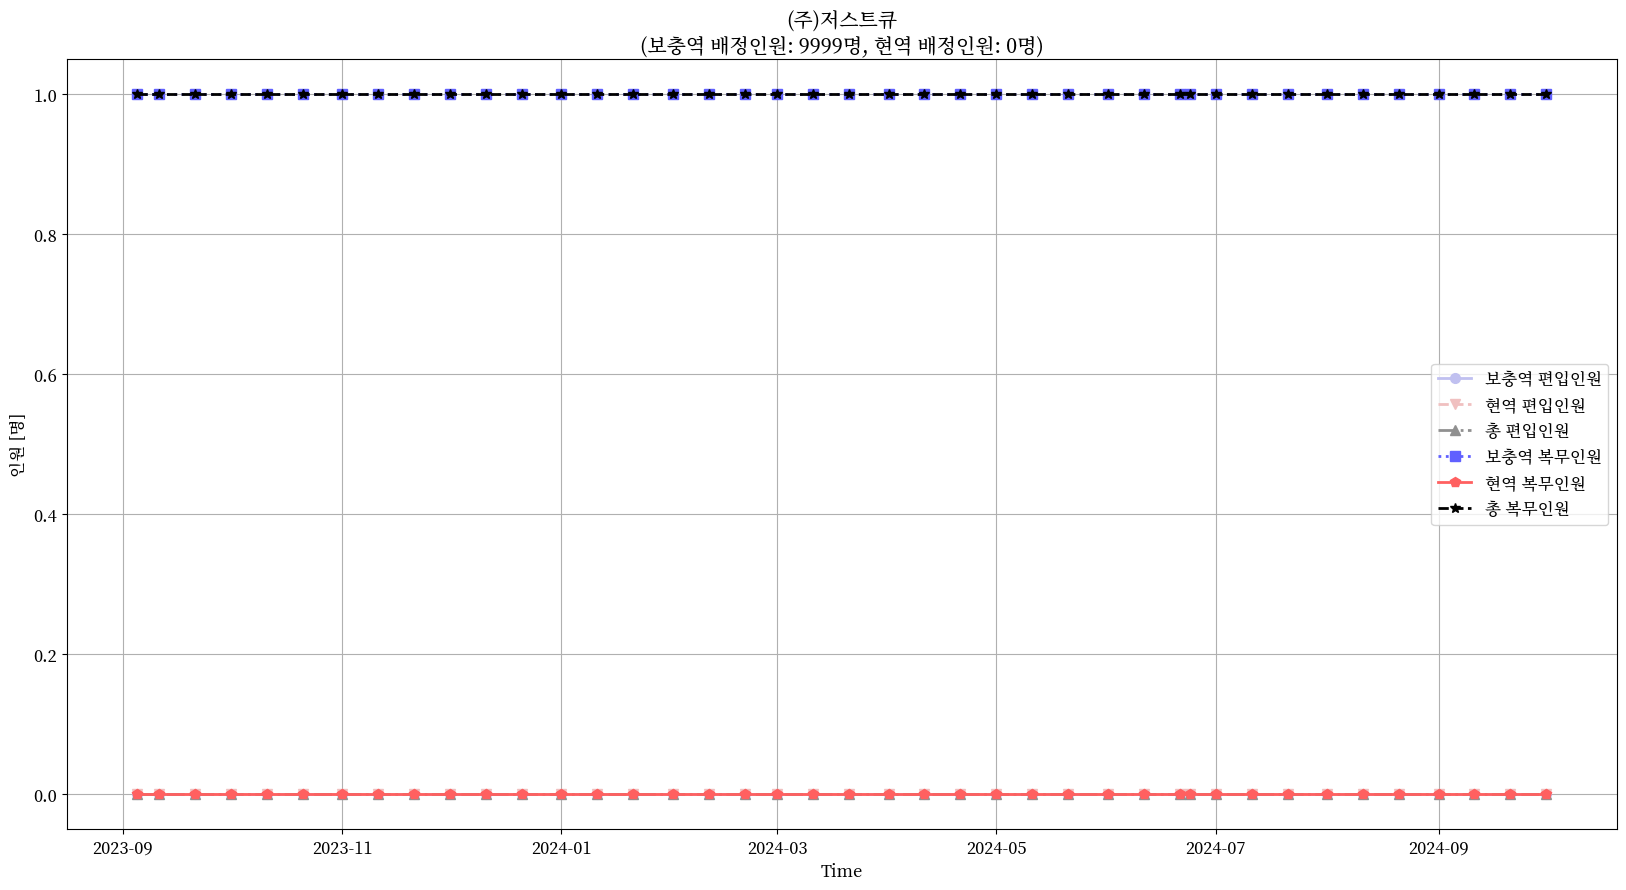 (주)저스트큐
(보충역 배정인원: 9999명, 현역 배정인원: 0명)
인원 [명]
1.0
0.8
0.6
0.4
0.2
0.0
보충역 편입인원
현역 편입인원
총 편입인원
보충역 복무인원
현역 복무인원
총 복무인원
2023-09 2023-11 2024-01 2024-03 2024-05 2024-07 2024-09
Time